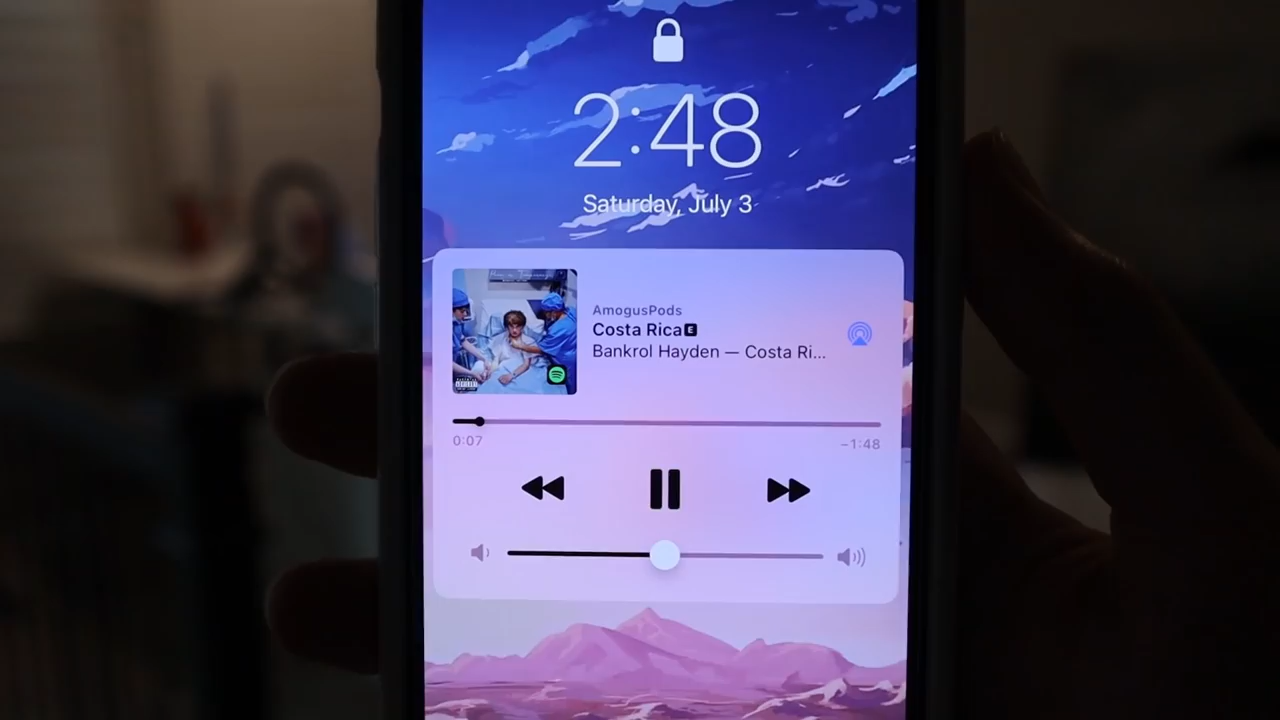 2:48
Saturday, July 3
AmogusPods
Costa Rica E
Bankrol Hayden — Costa Ri...
0:07
−1:48